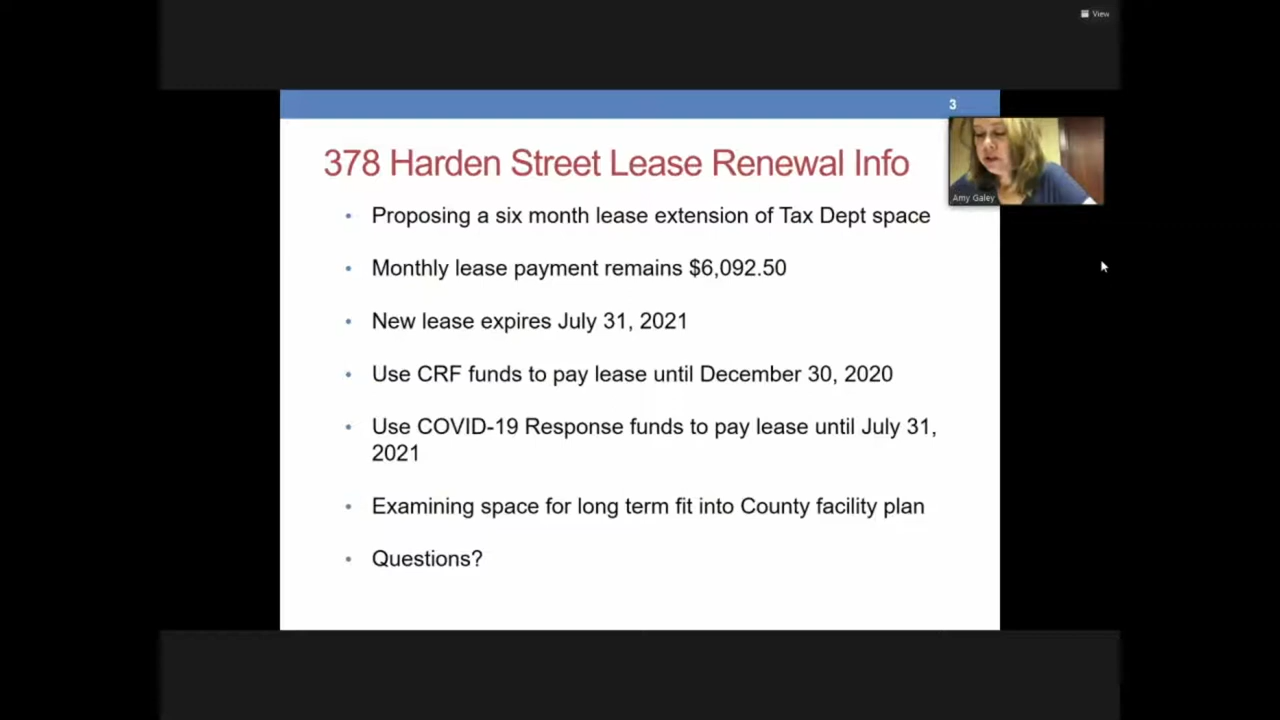 View
3
378 Harden Street Lease Renewal Info
Amy Galey
• Proposing a six month lease extension of Tax Dept space
• Monthly lease payment remains $6,092.50
• New lease expires July 31, 2021
• Use CRF funds to pay lease until December 30, 2020
• Use COVID-19 Response funds to pay lease until July 31,
2021
• Examining space for long term fit into County facility plan
• Questions?